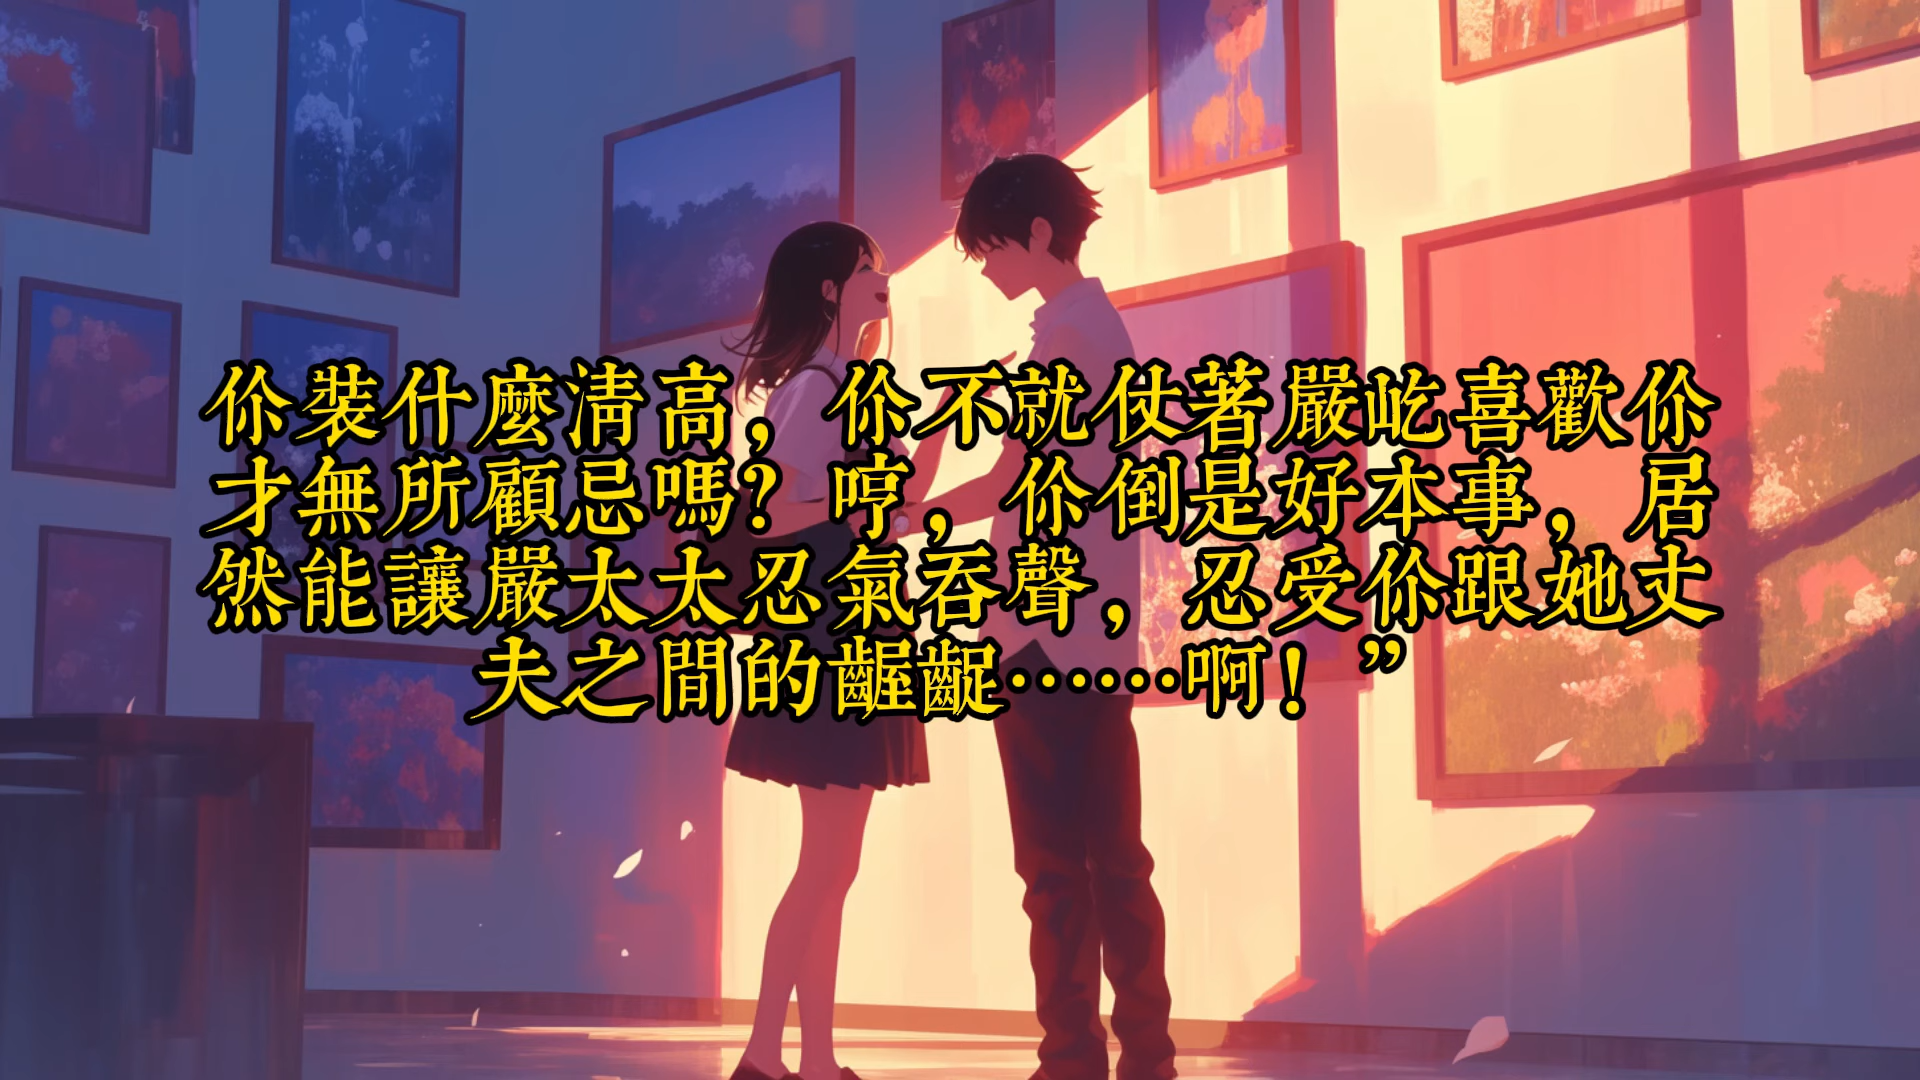 你裝什麼清高，你不就仗著嚴屹喜歡你
才無所顧忌嗎？哼，你倒是好本事，居
然能讓嚴太太忍氣吞聲，忍受你跟她丈
夫之間的齷齪……啊！”